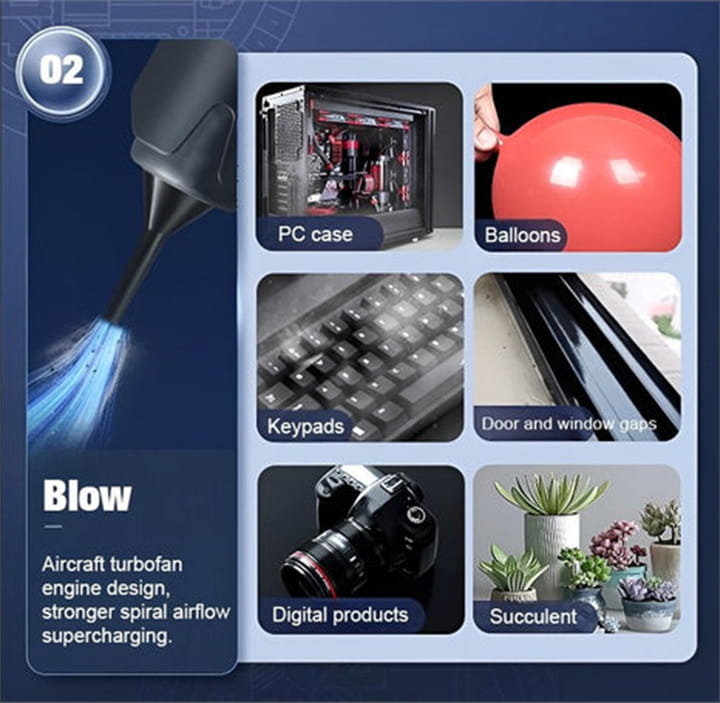 02
Blow
Aircraft turbofan
engine design,
stronger spiral airflow
supercharging.
PC case
Balloons
Keypads
Door and window gaps
Digital products
Succulent